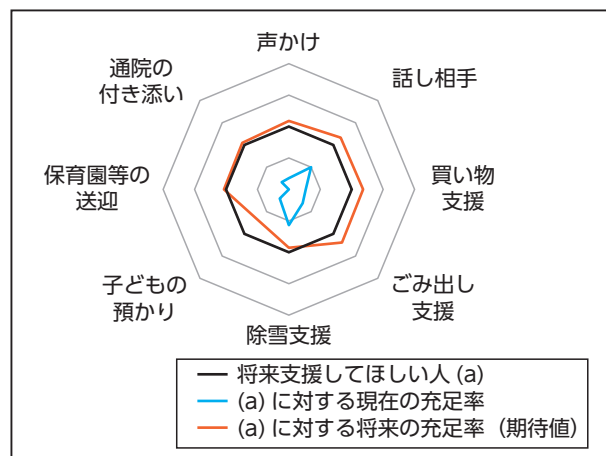 声かけ
話し相手
買い物
支援
ごみ出し
支援
除雪支援
子どもの
預かり
保育園等の
送迎
通院の
付き添い
将来支援してほしい人 (a)
(a) に対する現在の充足率
(a) に対する将来の充足率（期待値）